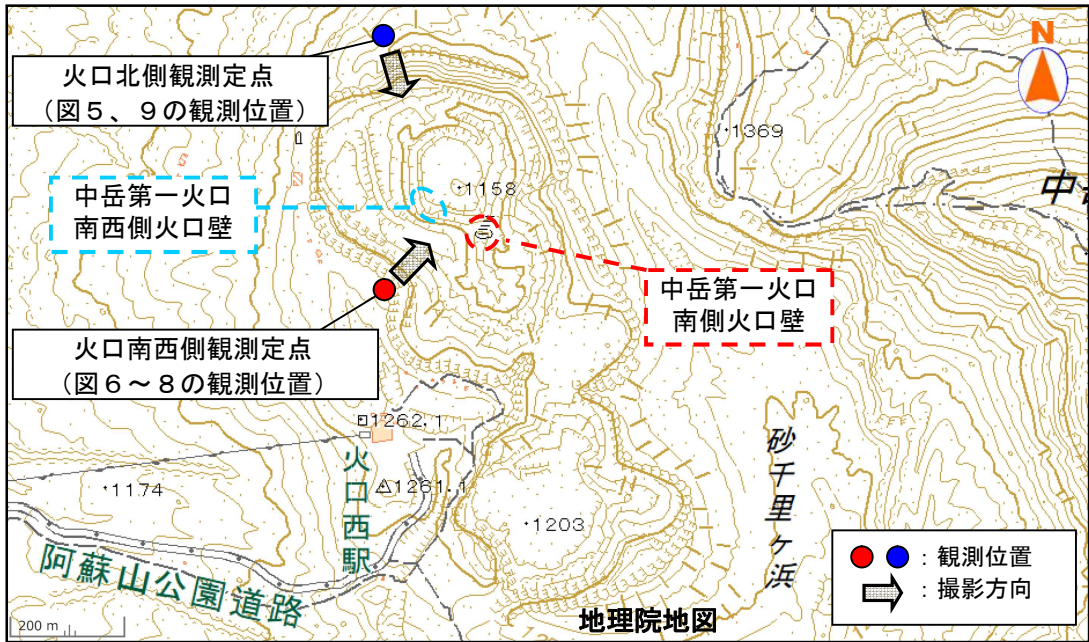 火口北側観測定点
（図５、９の観測位置）
N
1369
中岳第一火口
南西側火口壁
1158
中
中岳第一火口
南側火口壁
火口南西側観測定点
（図６～８の観測位置）
1262.1
火口西駅
1174
1261.1
砂千里ヶ浜
1203
阿蘇山公園道路
：観測位置
：撮影方向
200 m
地理院地図